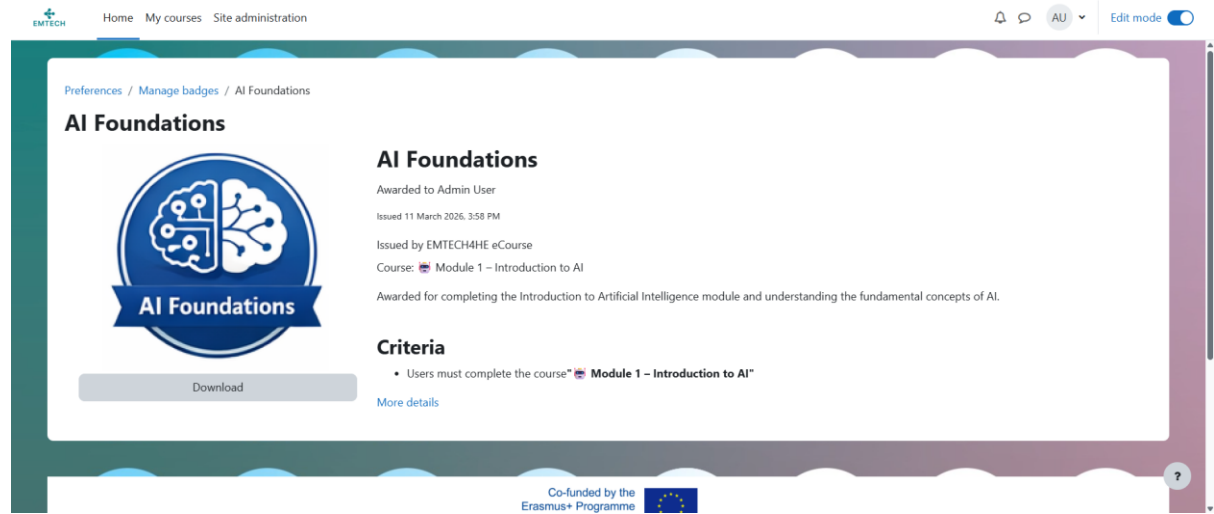 EMTECH
Home My courses Site administration
AU
Edit mode
Preferences / Manage badges / AI Foundations
AI Foundations
AI Foundations
Download
AI Foundations
Awarded to Admin User
Issued 11 March 2026, 3:58 PM
Issued by EMTECH4HE eCourse
Course: Module 1 – Introduction to AI
Awarded for completing the Introduction to Artificial Intelligence module and understanding the fundamental concepts of AI.
Criteria
• Users must complete the course" Module 1 – Introduction to AI"
More details
?
Co-funded by the
Erasmus+ Programme